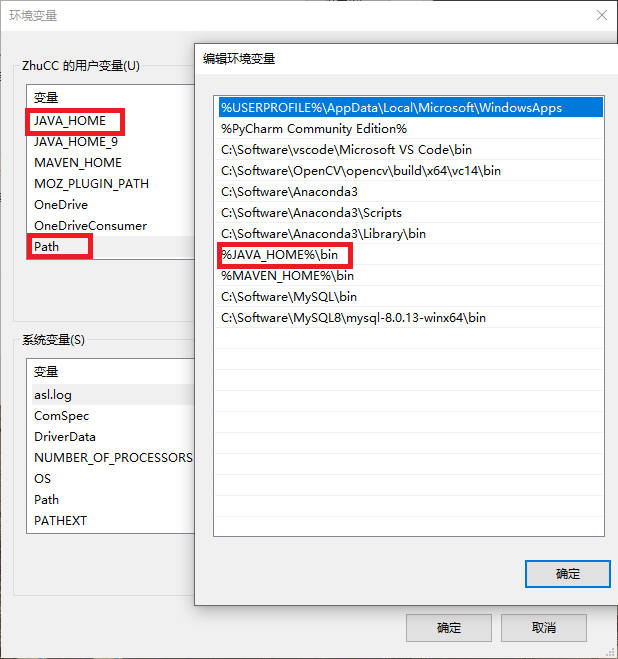 环境变量
ZhuCC 的用户变量(U)
变量
JAVA_HOME
JAVA_HOME_9
MAVEN_HOME
MOZ_PLUGIN_PATH
OneDrive
OneDriveConsumer
Path
系统变量(S)
变量
asl.log
ComSpec
DriverData
NUMBER_OF_PROCESSORS
OS
Path
PATHEXT
编辑环境变量
%USERPROFILE%\AppData\Local\Microsoft\WindowsApps
%PyCharm Community Edition%
C:\Software\vscode\Microsoft VS Code\bin
C:\Software\OpenCV\opencv\build\x64\vc14\bin
C:\Software\Anaconda3
C:\Software\Anaconda3\Scripts
C:\Software\Anaconda3\Library\bin
%JAVA_HOME%\bin
%MAVEN_HOME%\bin
C:\Software\MySQL\bin
C:\Software\MySQL8\mysql-8.0.13-winx64\bin
确定
确定
取消